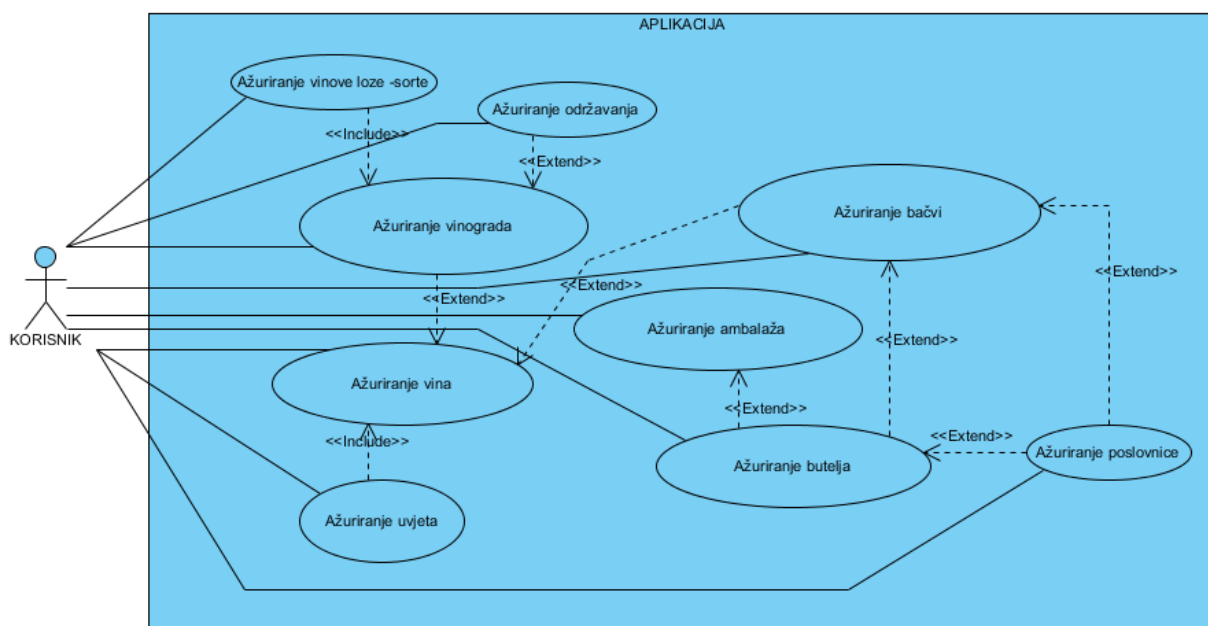 APLIKACIJA
Ažuriranje vinove loze -sorte
Ažuriranje održavanja
<<Include>>
<<Extend>>
Ažuriranje vinograda
Ažuriranje bačvi
KORISNIK
<<Extend>>
<<Extend>>
<<Extend>>
Ažuriranje ambalaža
<<Extend>>
Ažuriranje vina
<<Extend>>
<<Include>>
<<Extend>>
Ažuriranje butelja
Ažuriranje poslovnice
Ažuriranje uvjeta